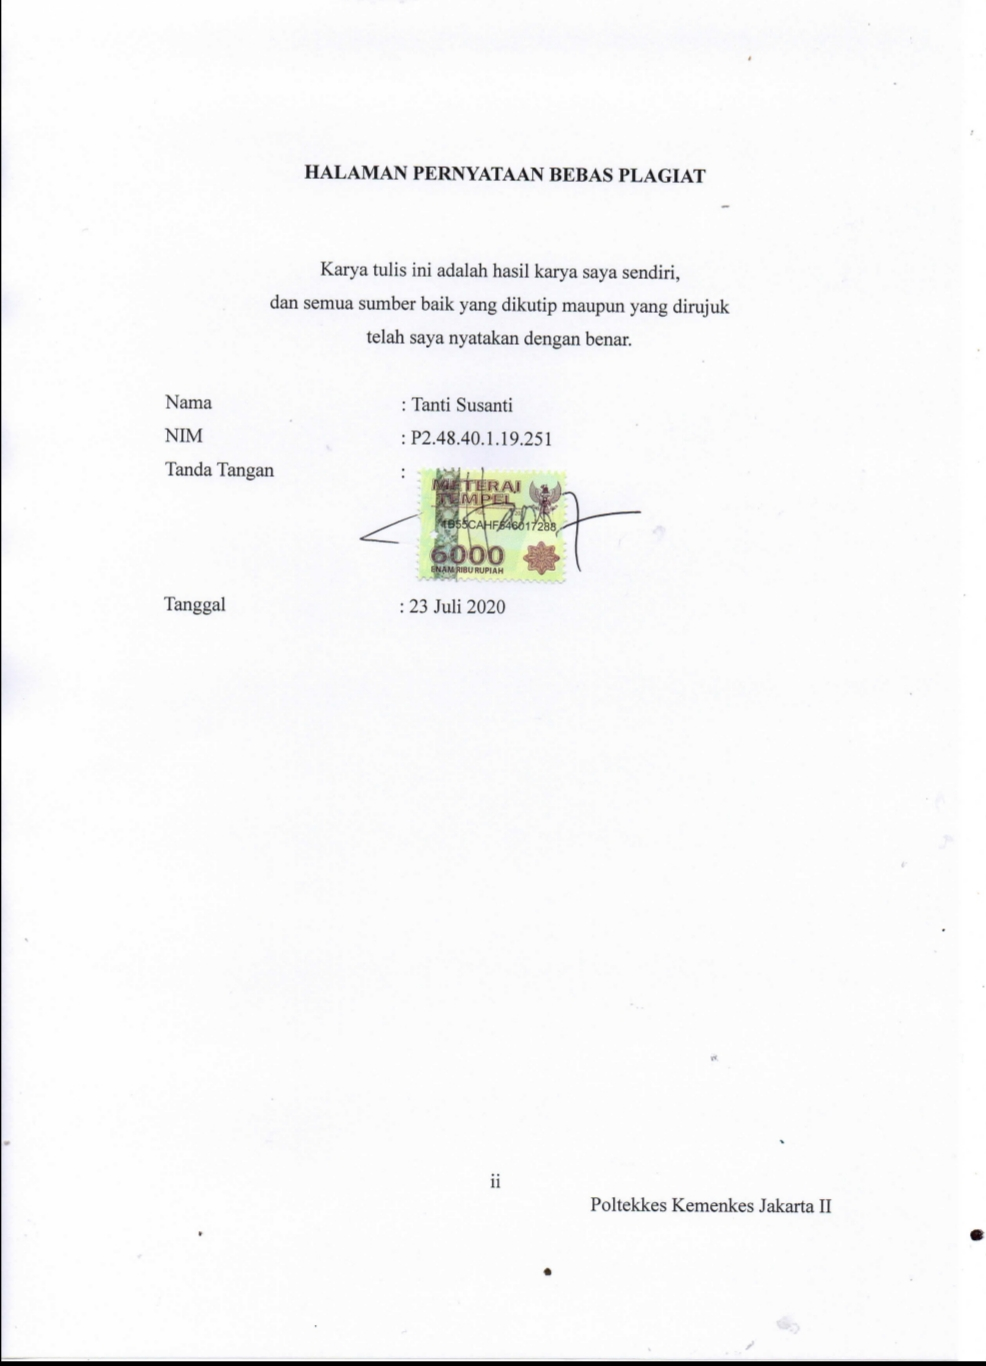 HALAMAN PERNYATAAN BEBAS PLAGIAT
Karya tulis ini adalah hasil karya saya sendiri,
dan semua sumber baik yang dikutip maupun yang dirujuk
telah saya nyatakan dengan benar.
Nama : Tanti Susanti
NIM : P2.48.40.1.19.251
Tanda Tangan :
METERAI
TEMPEL
6000
ENAM RIBU RUPIAH
Tanggal : 23 Juli 2020
ii
Poltekkes Kemenkes Jakarta II